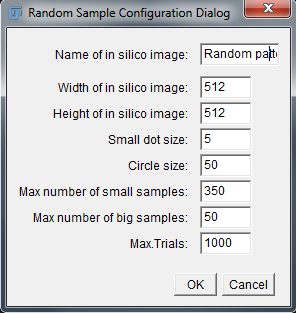 Random Sample Configuration Dialog
Name of in silico image: Random patte
Width of in silico image: 512
Height of in silico image: 512
Small dot size: 5
Circle size: 50
Max number of small samples: 350
Max number of big samples: 50
Max.Trials: 1000
OK Cancel